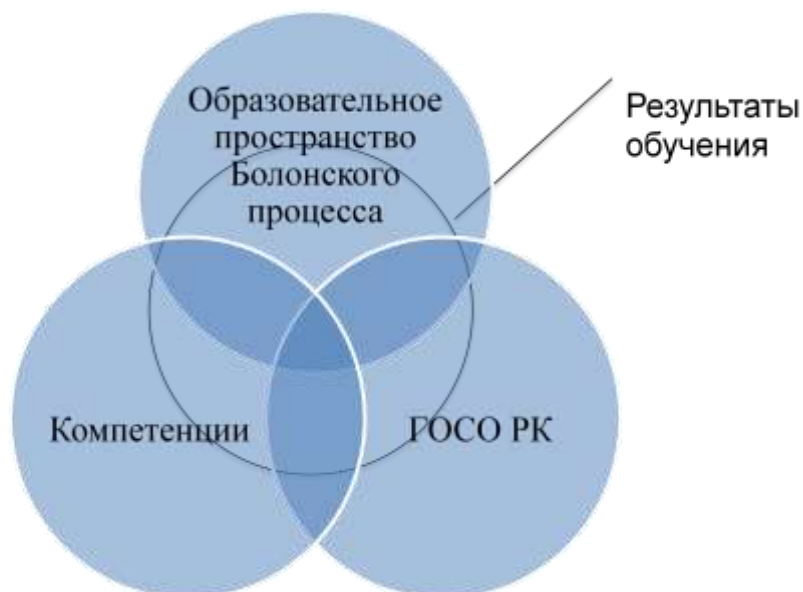 Образовательное
пространство
Болонского
процесса
Результаты
обучения
Компетенции
ГОСО РК